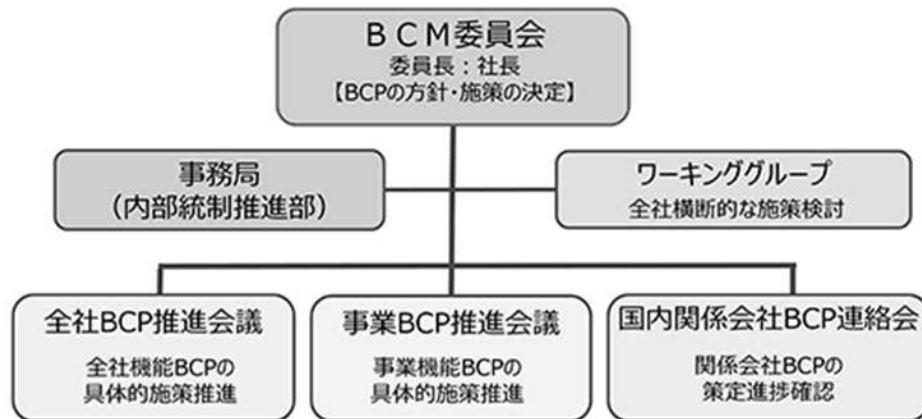 ＢＣＭ委員会
委員長：社長
【BCPの方針・施策の決定】
事務局
（内部統制推進部）
ワーキンググループ
全社横断的な施策検討
全社BCP推進会議
全社機能BCPの
具体的施策推進
事業BCP推進会議
事業機能BCPの
具体的施策推進
国内関係会社BCP連絡会
関係会社BCPの
策定進捗確認